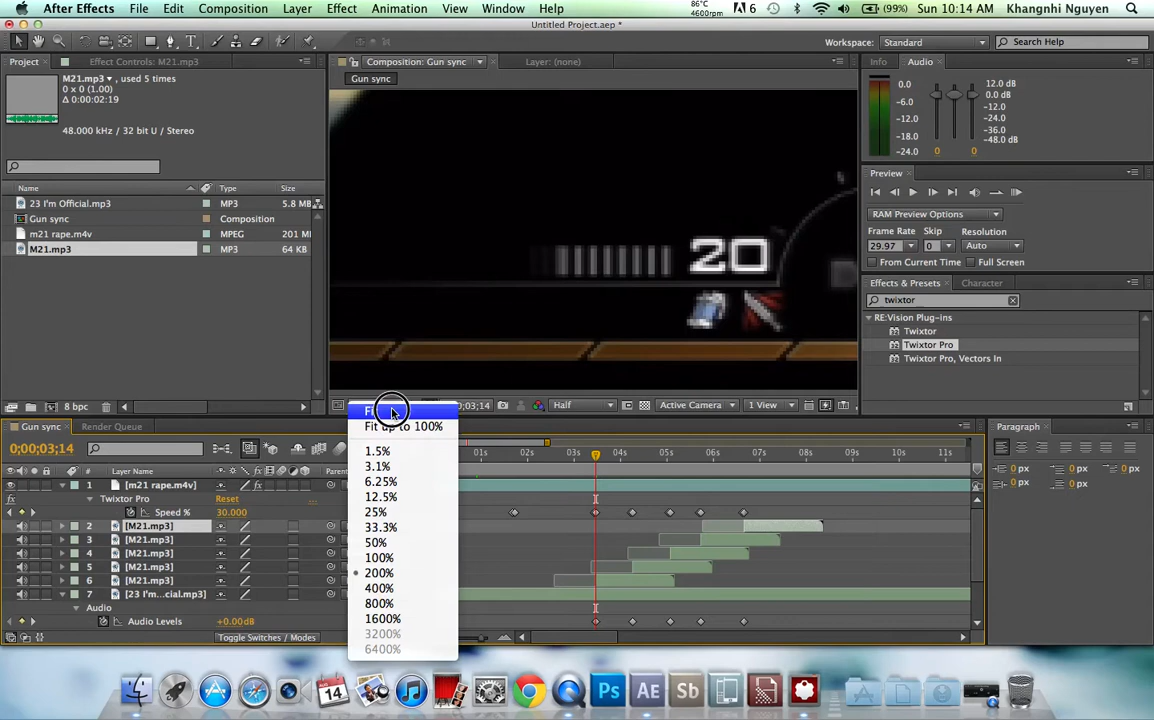 After Effects File Edit Composition Layer Effect Animation View Window Help 86°C 4600rpm 6 (99%) Sun 10:14 AM Khangnhi Nguyen
Untitled Project.aep *
Workspace: Standard Search Help
Project Effect Controls: M21.mp3
Composition: Gun sync Layer: (none)
Gun sync
M21.mp3, used 5 times
0 x 0 (1.00)
Δ 0:00:02:19
48.000 kHz / 32 bit U / Stereo
Name Type Size
23 I'm Official.mp3 MP3 5.8 M
Gun sync Composition
m21 rape.m4v MPEG 201 M
M21.mp3 MP3 64 KB
8 bpc
20
Info Audio
0.0 12.0 dB
-6.0 0.0 dB
-12.0 -12.0
-18.0 -24.0
-24.0 -36.0
-48.0 dB
0 0
Preview
RAM Preview Options
Frame Rate Skip Resolution
29.97 0 Auto
From Current Time Full Screen
Effects & Presets Character
twixtor
RE:Vision Plug-ins
Twixtor
Twixtor Pro
Twixtor Pro, Vectors In
Fit up to 100%
1.5%
3.1%
6.25%
12.5%
25%
33.3%
50%
100%
200%
400%
800%
1600%
3200%
6400%
;03;14 Half Active Camera 1 View
Gun sync Render Queue
0;00;03;14
# Layer Name Parent
01s 02s 03s 04s 05s 06s 07s 08s 09s 10s 11s
1 [m21 rape.m4v]
Twixtor Pro Reset
Speed % 30.000
2 [M21.mp3]
3 [M21.mp3]
4 [M21.mp3]
5 [M21.mp3]
6 [M21.mp3]
7 [23 I'm...cial.mp3]
Audio
Audio Levels +0.00dB
Toggle Switches / Modes
Paragraph
0 px 0 px
0 px 0 px
0 px
AUG
14
Ps Ae Sb